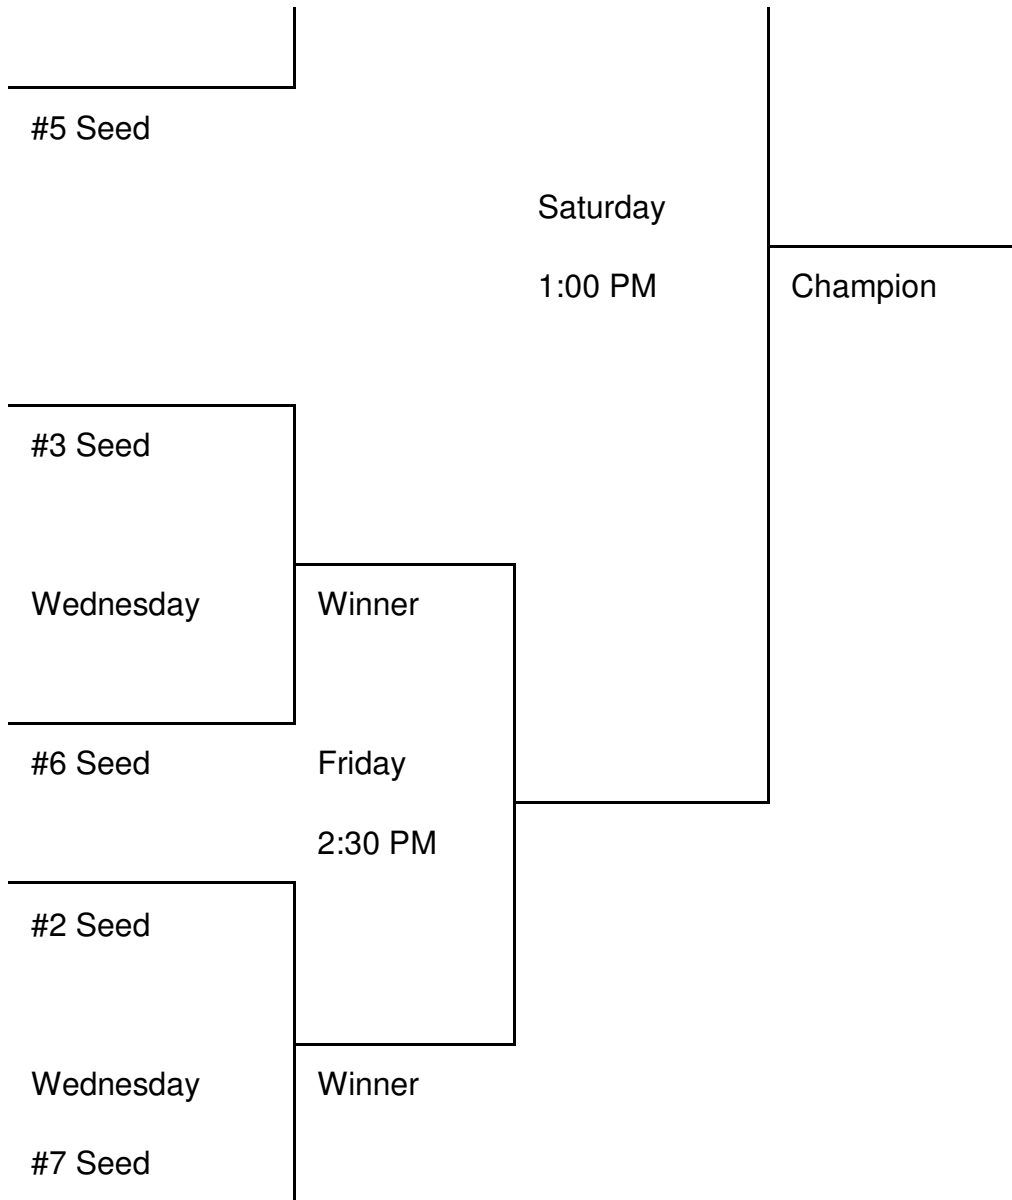 #5 Seed
Saturday
1:00 PM
Champion
#3 Seed
Wednesday
Winner
#6 Seed
Friday
2:30 PM
#2 Seed
Wednesday
Winner
#7 Seed